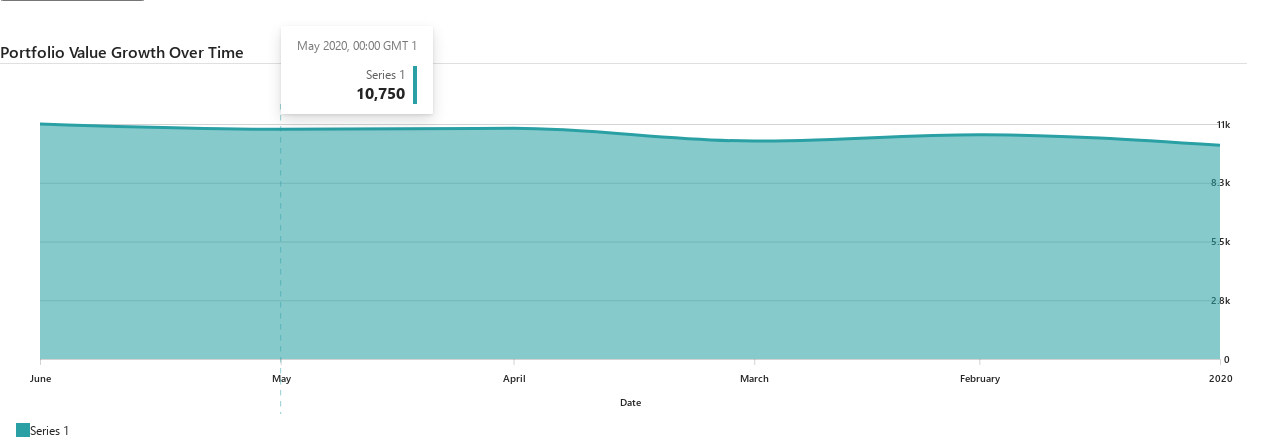 Portfolio Value Growth Over Time
May 2020, 00:00 GMT 1
Series 1
10,750
11k
8.3k
5.5k
2.8k
0
June May April March February 2020
Date
Series 1